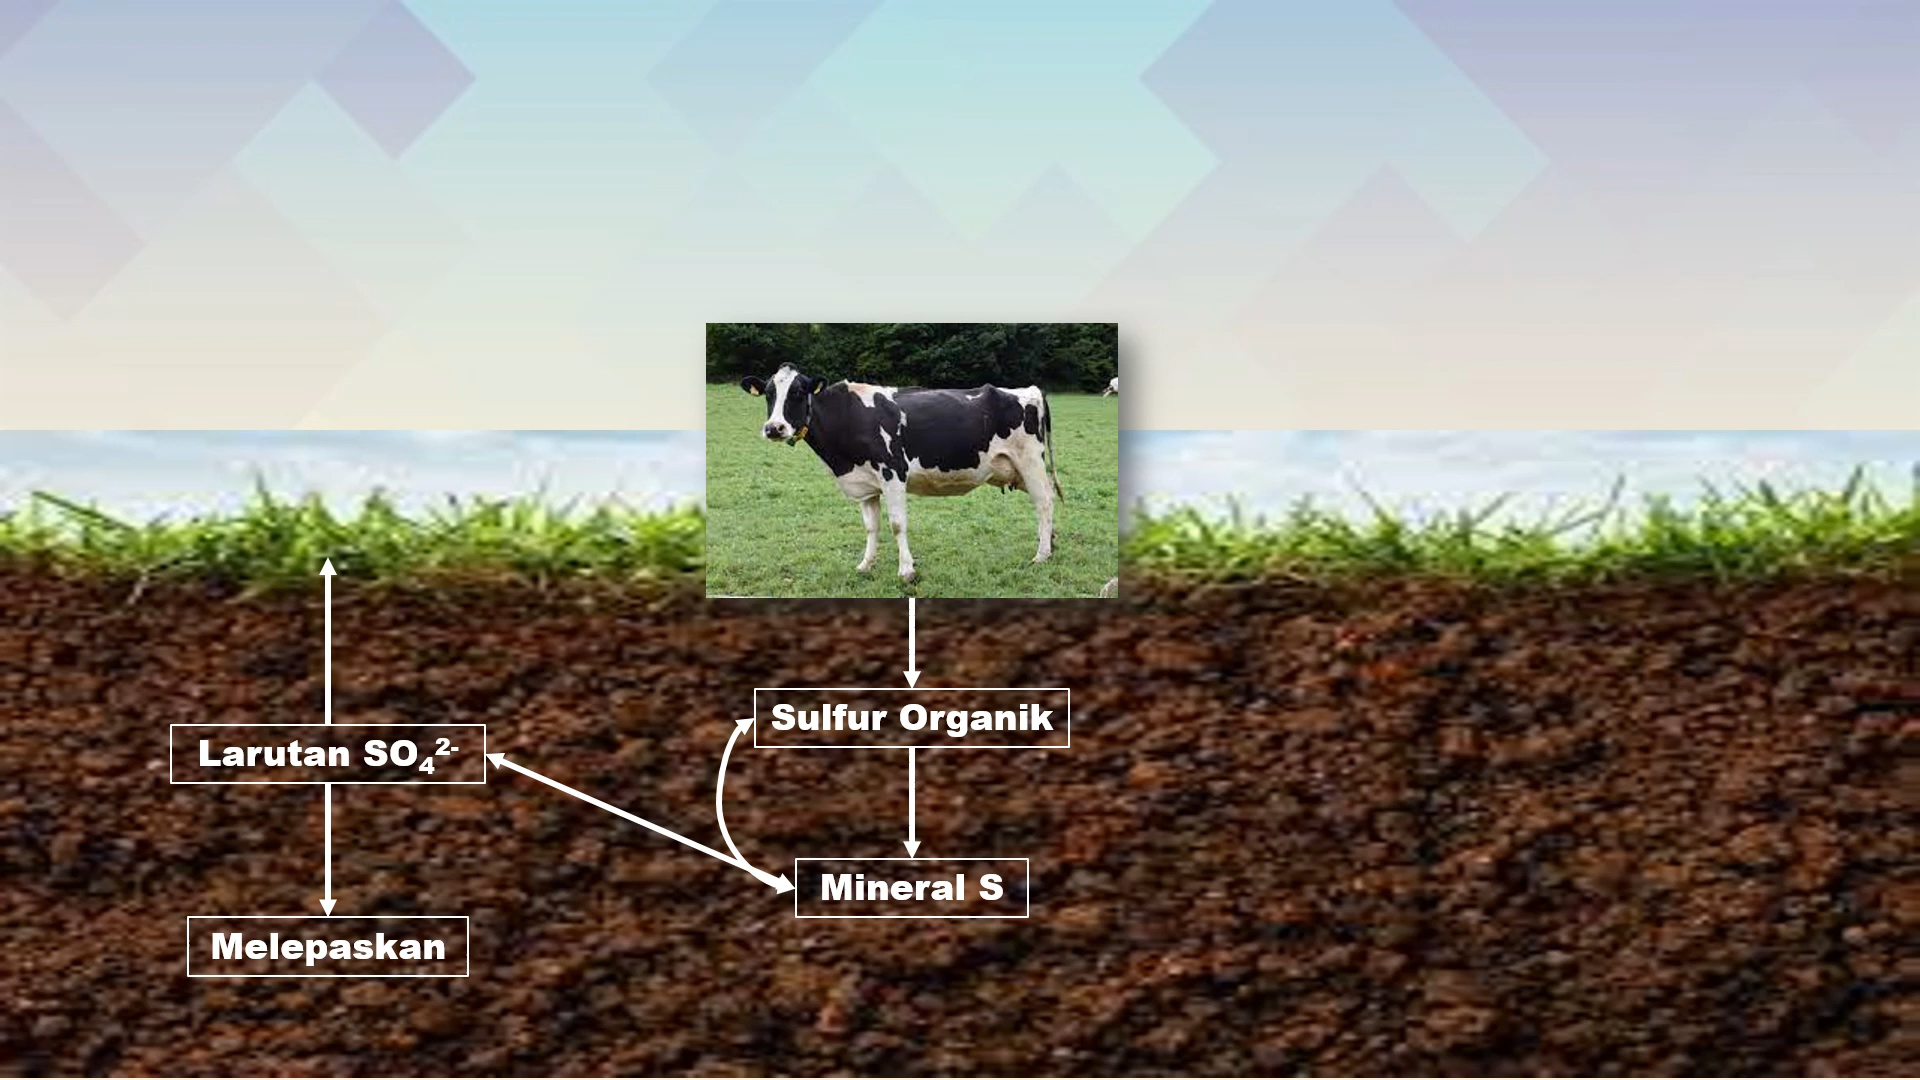 Sulfur Organik
Larutan SO₄²⁻
Mineral S
Melepaskan